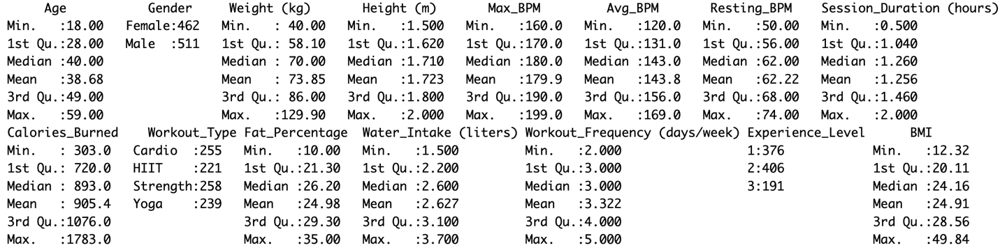 Age Gender Weight (kg) Height (m) Max_BPM Avg_BPM Resting_BPM Session_Duration (hours)
Min. :18.00 Female:462 Min. : 40.00 Min. :1.500 Min. :160.0 Min. :120.0 Min. :50.00 Min. :0.500
1st Qu.:28.00 Male :511 1st Qu.: 58.10 1st Qu.:1.620 1st Qu.:170.0 1st Qu.:131.0 1st Qu.:56.00 1st Qu.:1.040
Median :40.00 Median : 70.00 Median :1.710 Median :180.0 Median :143.0 Median :62.00 Median :1.260
Mean :38.68 Mean : 73.85 Mean :1.723 Mean :179.9 Mean :143.8 Mean :62.22 Mean :1.256
3rd Qu.:49.00 3rd Qu.: 86.00 3rd Qu.:1.800 3rd Qu.:190.0 3rd Qu.:156.0 3rd Qu.:68.00 3rd Qu.:1.460
Max. :59.00 Max. :129.90 Max. :2.000 Max. :199.0 Max. :169.0 Max. :74.00 Max. :2.000
Calories_Burned Workout_Type Fat_Percentage Water_Intake (liters) Workout_Frequency (days/week) Experience_Level BMI
Min. : 303.0 Cardio :255 Min. :10.00 Min. :1.500 Min. :2.000 1:376 Min. :12.32
1st Qu.: 720.0 HIIT :221 1st Qu.:21.30 1st Qu.:2.200 1st Qu.:3.000 2:406 1st Qu.:20.11
Median : 893.0 Strength:258 Median :26.20 Median :2.600 Median :3.000 3:191 Median :24.16
Mean : 905.4 Yoga :239 Mean :24.98 Mean :2.627 Mean :3.322 Mean :24.91
3rd Qu.:1076.0 3rd Qu.:29.30 3rd Qu.:3.100 3rd Qu.:4.000 3rd Qu.:28.56
Max. :1783.0 Max. :35.00 Max. :3.700 Max. :5.000 Max. :49.84